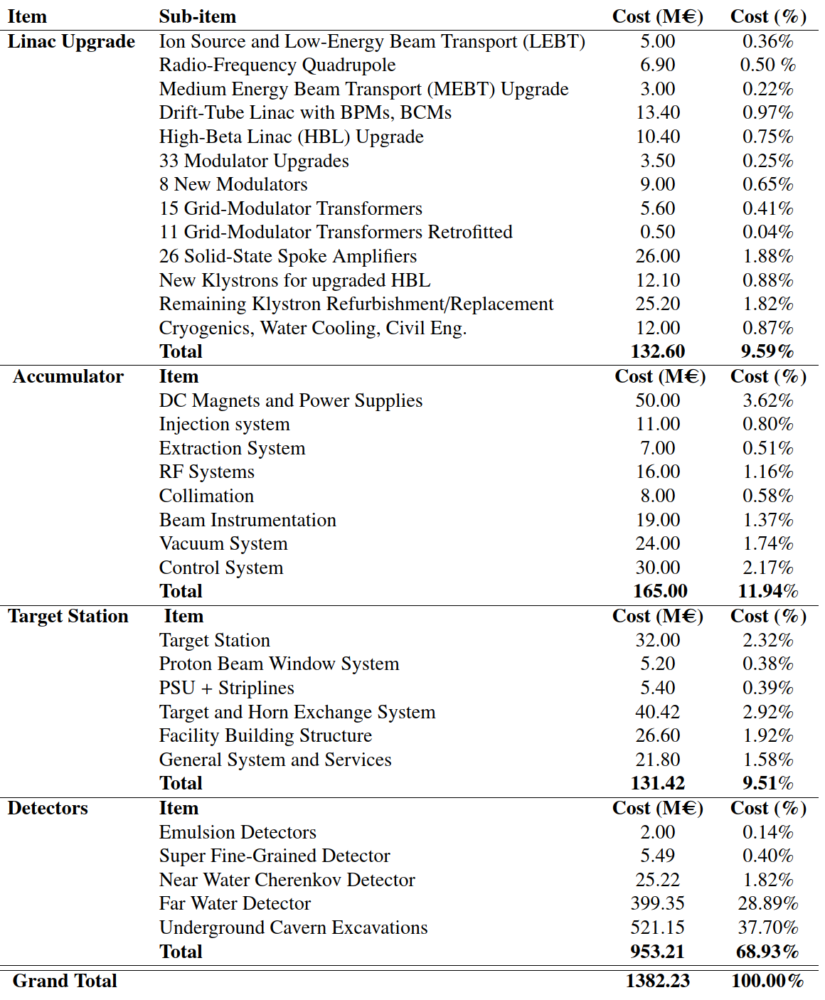 Item Sub-item Cost (M€) Cost (%)
Linac Upgrade Ion Source and Low-Energy Beam Transport (LEBT) 5.00 0.36%
Radio-Frequency Quadrupole 6.90 0.50 %
Medium Energy Beam Transport (MEBT) Upgrade 3.00 0.22%
Drift-Tube Linac with BPMs, BCMs 13.40 0.97%
High-Beta Linac (HBL) Upgrade 10.40 0.75%
33 Modulator Upgrades 3.50 0.25%
8 New Modulators 9.00 0.65%
15 Grid-Modulator Transformers 5.60 0.41%
11 Grid-Modulator Transformers Retrofitted 0.50 0.04%
26 Solid-State Spoke Amplifiers 26.00 1.88%
New Klystrons for upgraded HBL 12.10 0.88%
Remaining Klystron Refurbishment/Replacement 25.20 1.82%
Cryogenics, Water Cooling, Civil Eng. 12.00 0.87%
Total 132.60 9.59%
Accumulator Item Cost (M€) Cost (%)
DC Magnets and Power Supplies 50.00 3.62%
Injection system 11.00 0.80%
Extraction System 7.00 0.51%
RF Systems 16.00 1.16%
Collimation 8.00 0.58%
Beam Instrumentation 19.00 1.37%
Vacuum System 24.00 1.74%
Control System 30.00 2.17%
Total 165.00 11.94%
Target Station Item Cost (M€) Cost (%)
Target Station 32.00 2.32%
Proton Beam Window System 5.20 0.38%
PSU + Striplines 5.40 0.39%
Target and Horn Exchange System 40.42 2.92%
Facility Building Structure 26.60 1.92%
General System and Services 21.80 1.58%
Total 131.42 9.51%
Detectors Item Cost (M€) Cost (%)
Emulsion Detectors 2.00 0.14%
Super Fine-Grained Detector 5.49 0.40%
Near Water Cherenkov Detector 25.22 1.82%
Far Water Detector 399.35 28.89%
Underground Cavern Excavations 521.15 37.70%
Total 953.21 68.93%
Grand Total 1382.23 100.00%